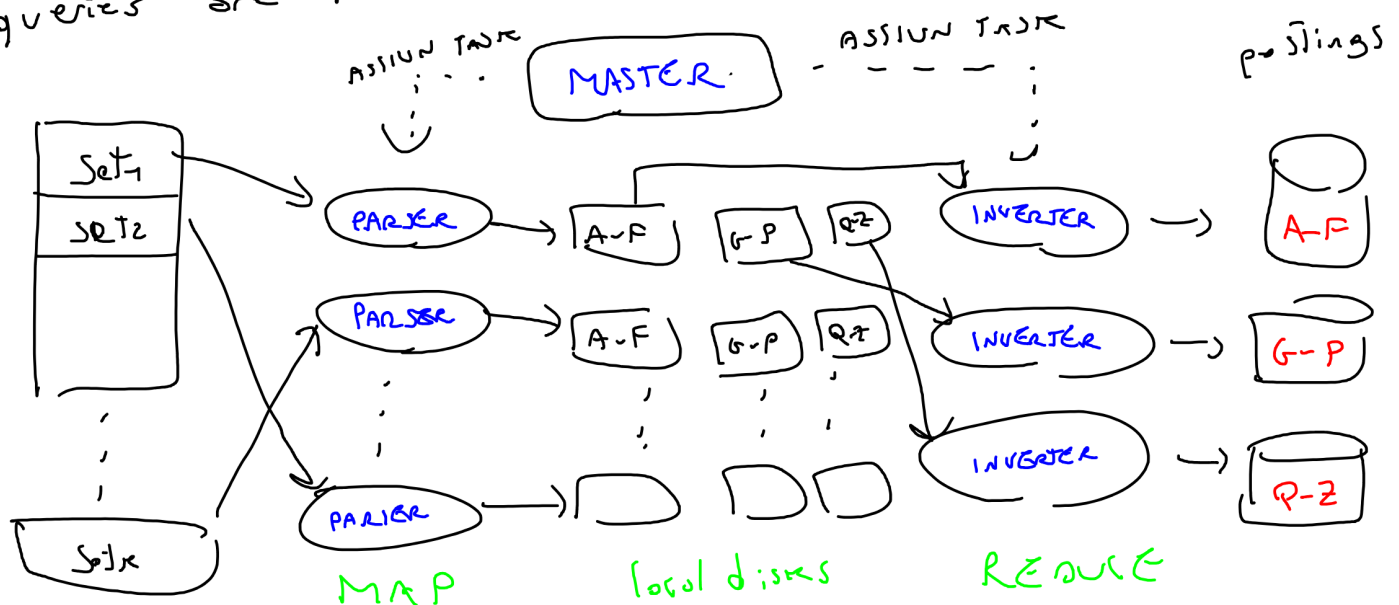 queries are
ASSIGN TASK
MASTER
ASSIGN TASK
postings
Set1
PARSER
A-F
G-P
Q-Z
INVERTER
A-F
Set2
PARSER
A-F
G-P
Q-Z
INVERTER
G-P
PARSER
INVERTER
Q-Z
Setk
MAP
local disks
REDUCE